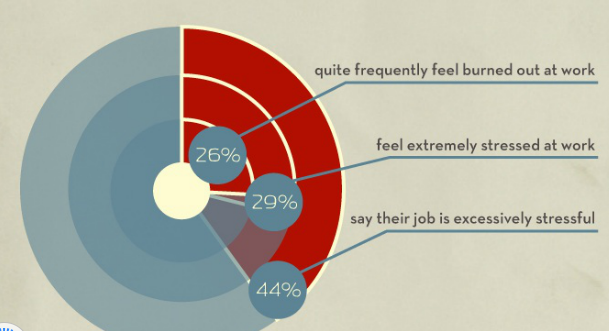 quite frequently feel burned out at work
26%
feel extremely stressed at work
29%
say their job is excessively stressful
44%